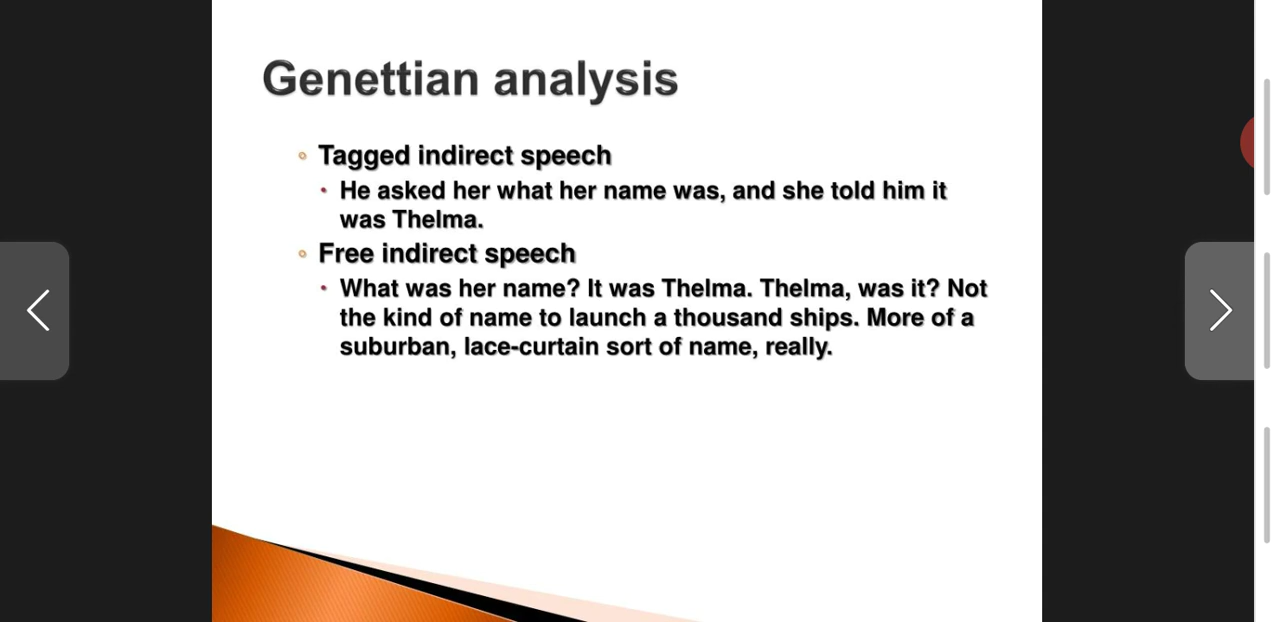 Genettian analysis
Tagged indirect speech
He asked her what her name was, and she told him it
was Thelma.
Free indirect speech
What was her name? It was Thelma. Thelma, was it? Not
the kind of name to launch a thousand ships. More of a
suburban, lace-curtain sort of name, really.